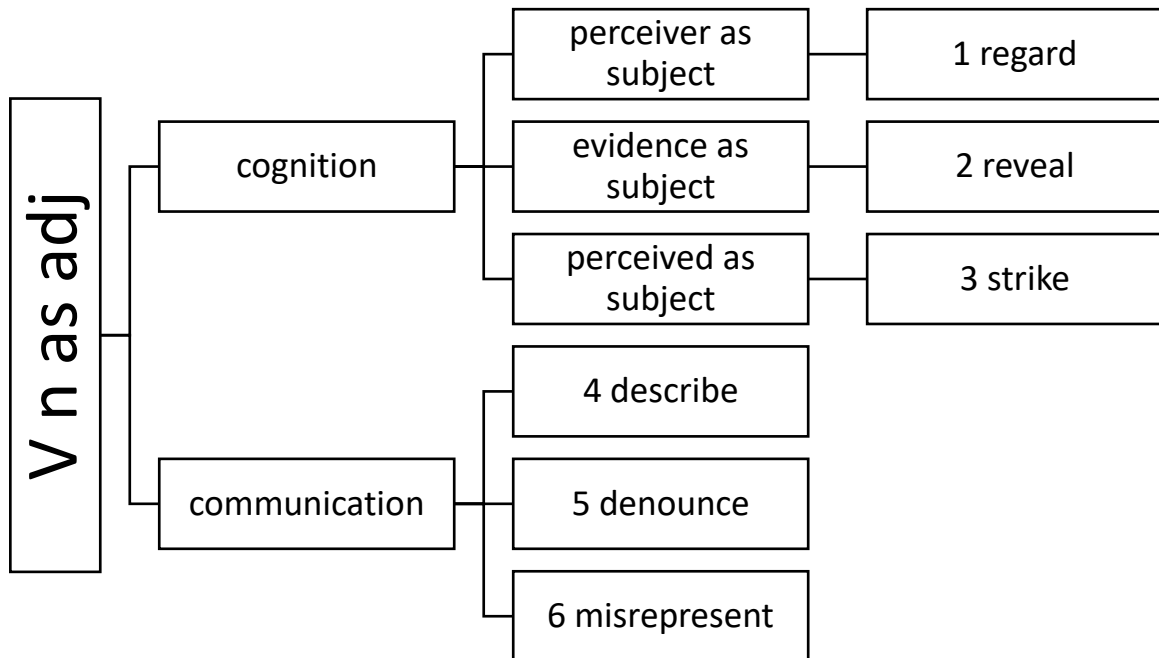 V n as adj
cognition
communication
perceiver as
subject
evidence as
subject
perceived as
subject
4 describe
5 denounce
6 misrepresent
1 regard
2 reveal
3 strike